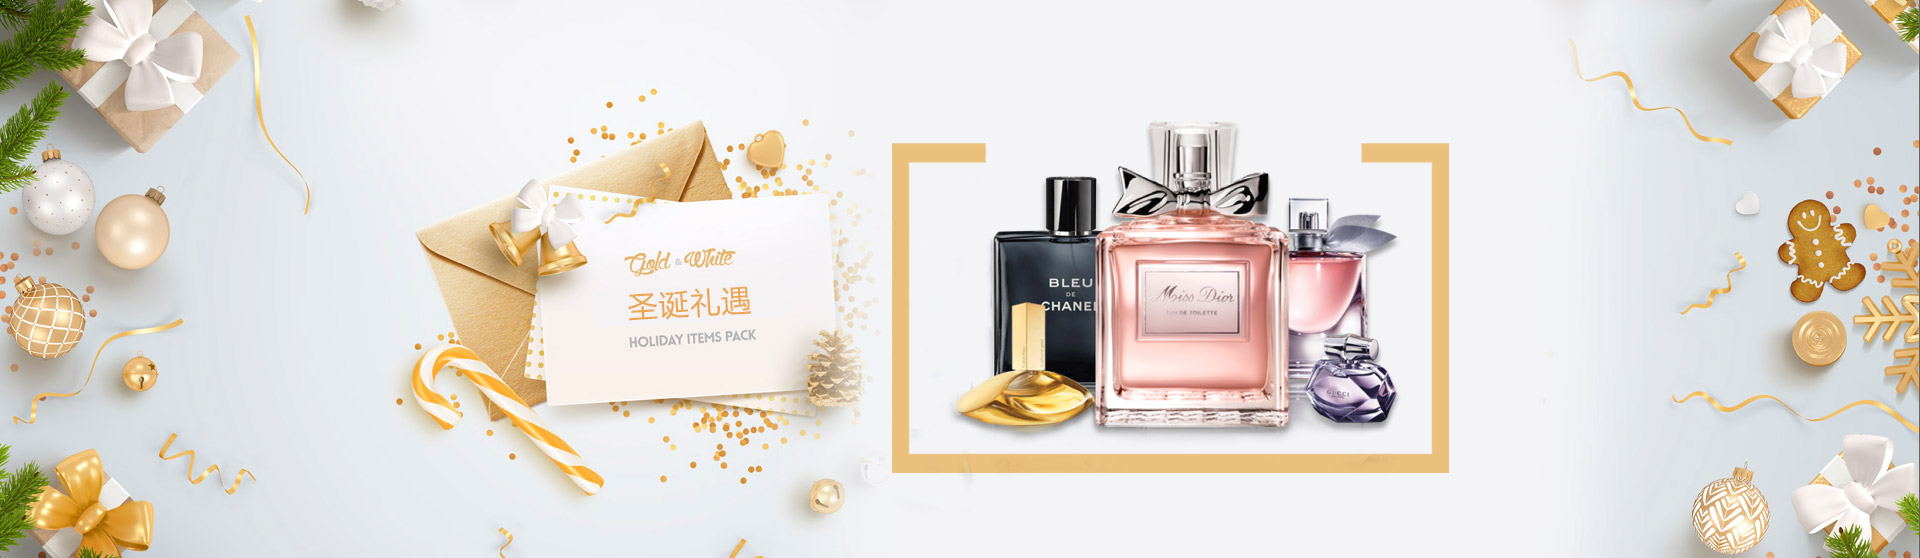 Gold & White
圣诞礼遇
HOLIDAY ITEMS PACK
BLEU
DE
CHANEL
Miss Dior
EAU DE TOILETTE
GUCCI